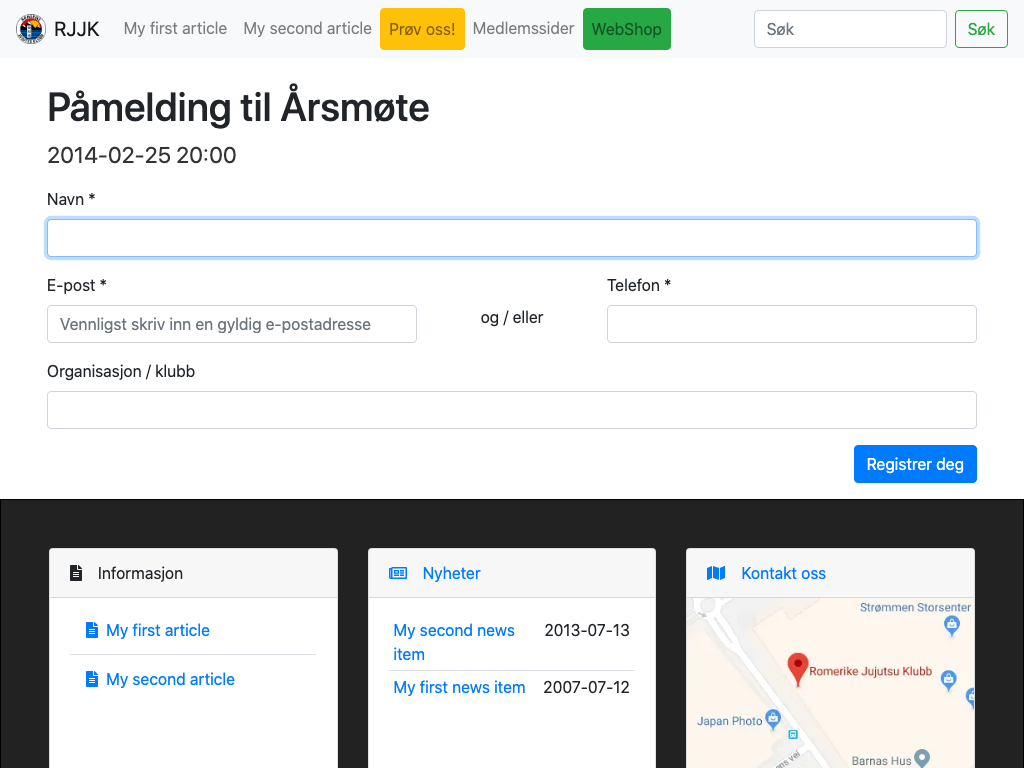 RJJK My first article My second article Prøv oss! Medlemssider WebShop Søk Søk
Påmelding til Årsmøte
2014-02-25 20:00
Navn *
E-post * Telefon *
Vennligst skriv inn en gyldig e-postadresse og / eller
Organisasjon / klubb
Registrer deg
Informasjon
My first article
My second article
Nyheter
My second news item 2013-07-13
My first news item 2007-07-12
Kontakt oss
Strømmen Storsenter
Romerike Jujutsu Klubb
Japan Photo
ens vei
Barnas Hus